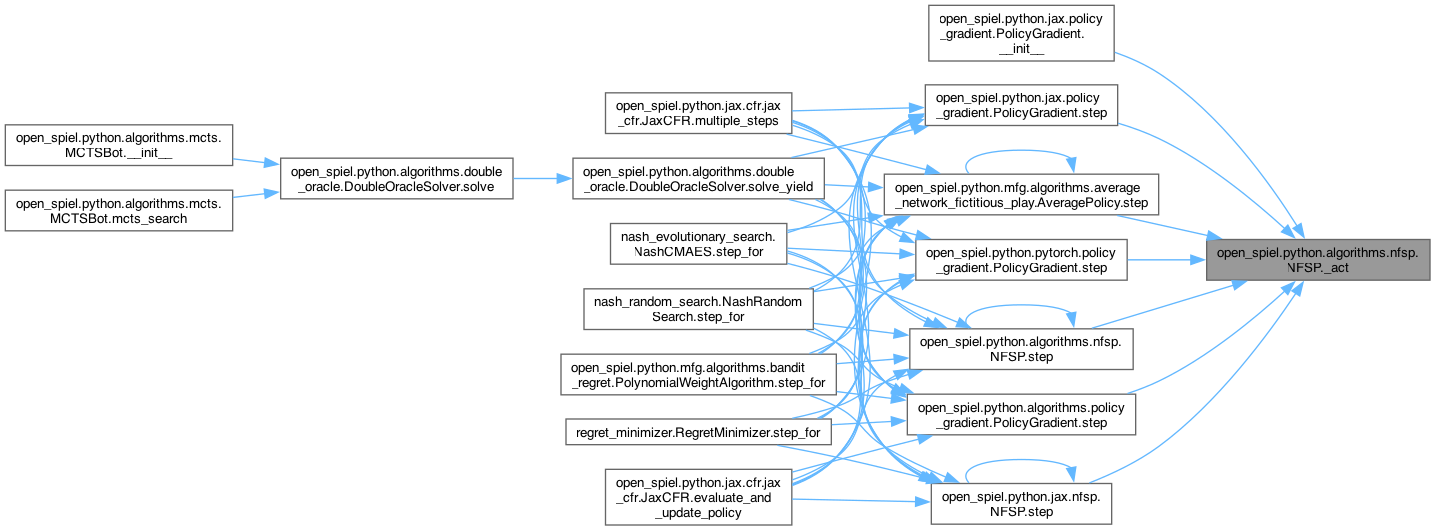 open_spiel.python.jax.policy
_gradient.PolicyGradient.
__init__
open_spiel.python.jax.cfr.jax
_cfr.JaxCFR.multiple_steps
open_spiel.python.jax.policy
_gradient.PolicyGradient.step
open_spiel.python.algorithms.mcts.
MCTSBot.__init__
open_spiel.python.algorithms.mcts.
MCTSBot.mcts_search
open_spiel.python.algorithms.double
_oracle.DoubleOracleSolver.solve
open_spiel.python.algorithms.double
_oracle.DoubleOracleSolver.solve_yield
open_spiel.python.mfg.algorithms.average
_network_fictitious_play.AveragePolicy.step
nash_evolutionary_search.
NashCMAES.step_for
open_spiel.python.pytorch.policy
_gradient.PolicyGradient.step
open_spiel.python.algorithms.nfsp.
NFSP._act
nash_random_search.NashRandom
Search.step_for
open_spiel.python.algorithms.nfsp.
NFSP.step
open_spiel.python.mfg.algorithms.bandit
_regret.PolynomialWeightAlgorithm.step_for
open_spiel.python.algorithms.policy
_gradient.PolicyGradient.step
regret_minimizer.RegretMinimizer.step_for
open_spiel.python.jax.cfr.jax
_cfr.JaxCFR.evaluate_and
_update_policy
open_spiel.python.jax.nfsp.
NFSP.step